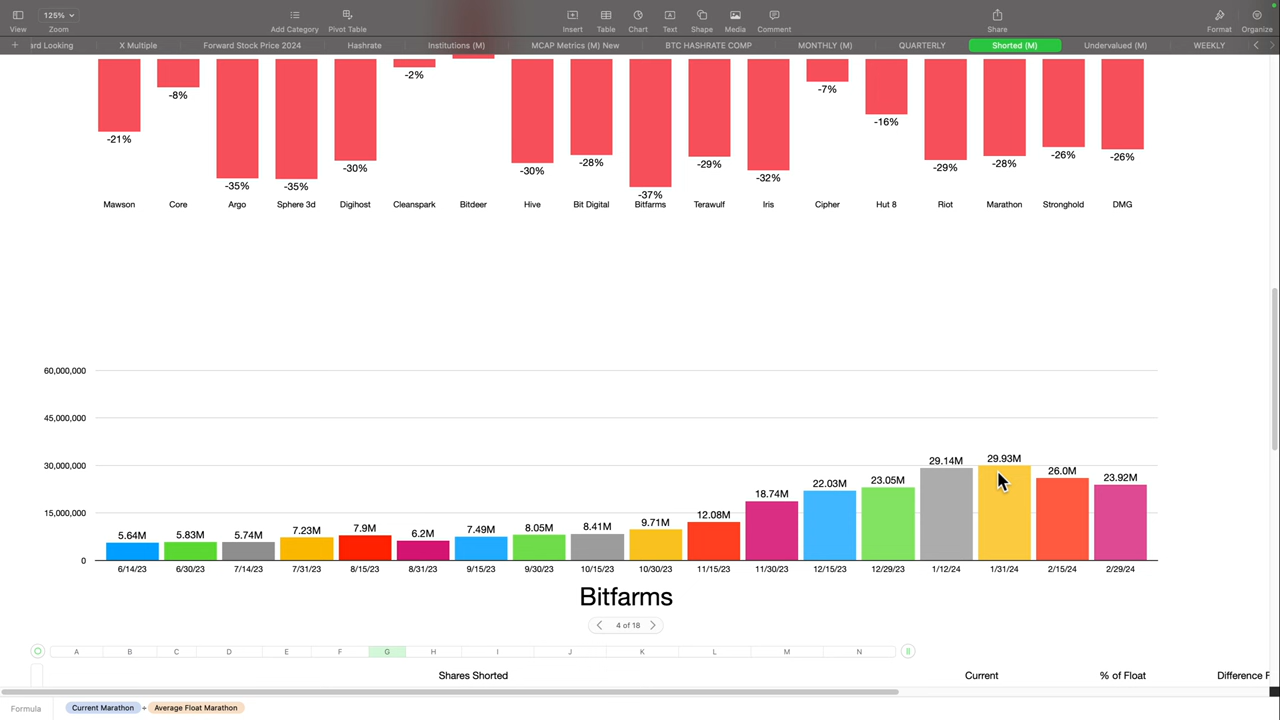 125%
View
Zoom
Add Category
Pivot Table
Insert
Table
Chart
Text
Shape
Media
Comment
Share
Format
Organize
ard Looking
X Multiple
Forward Stock Price 2024
Hashrate
Institutions (M)
MCAP Metrics (M) New
BTC HASHRATE COMP
MONTHLY (M)
QUARTERLY
Shorted (M)
Undervalued (M)
WEEKLY
-21% -8% -35% -35% -30% -2% -30% -28% -37% -29% -32% -7% -16% -29% -28% -26% -26%
Mawson Core Argo Sphere 3d Digihost Cleanspark Bitdeer Hive Bit Digital Bitfarms Terawulf Iris Cipher Hut 8 Riot Marathon Stronghold DMG
60,000,000
45,000,000
30,000,000
15,000,000
0
5.64M 5.83M 5.74M 7.23M 7.9M 6.2M 7.49M 8.05M 8.41M 9.71M 12.08M 18.74M 22.03M 23.05M 29.14M 29.93M 26.0M 23.92M
6/14/23 6/30/23 7/14/23 7/31/23 8/15/23 8/31/23 9/15/23 9/30/23 10/15/23 10/30/23 11/15/23 11/30/23 12/15/23 12/29/23 1/12/24 1/31/24 2/15/24 2/29/24
Bitfarms
4 of 18
A B C D E F G H I J K L M N
Shares Shorted Current % of Float Difference F
Formula Current Marathon + Average Float Marathon